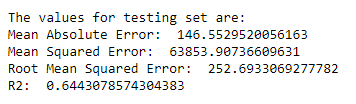 The values for testing set are:
Mean Absolute Error:  146.5529520056163
Mean Squared Error:  63853.90736609631
Root Mean Squared Error:  252.6933069277782
R2:  0.6443078574304383